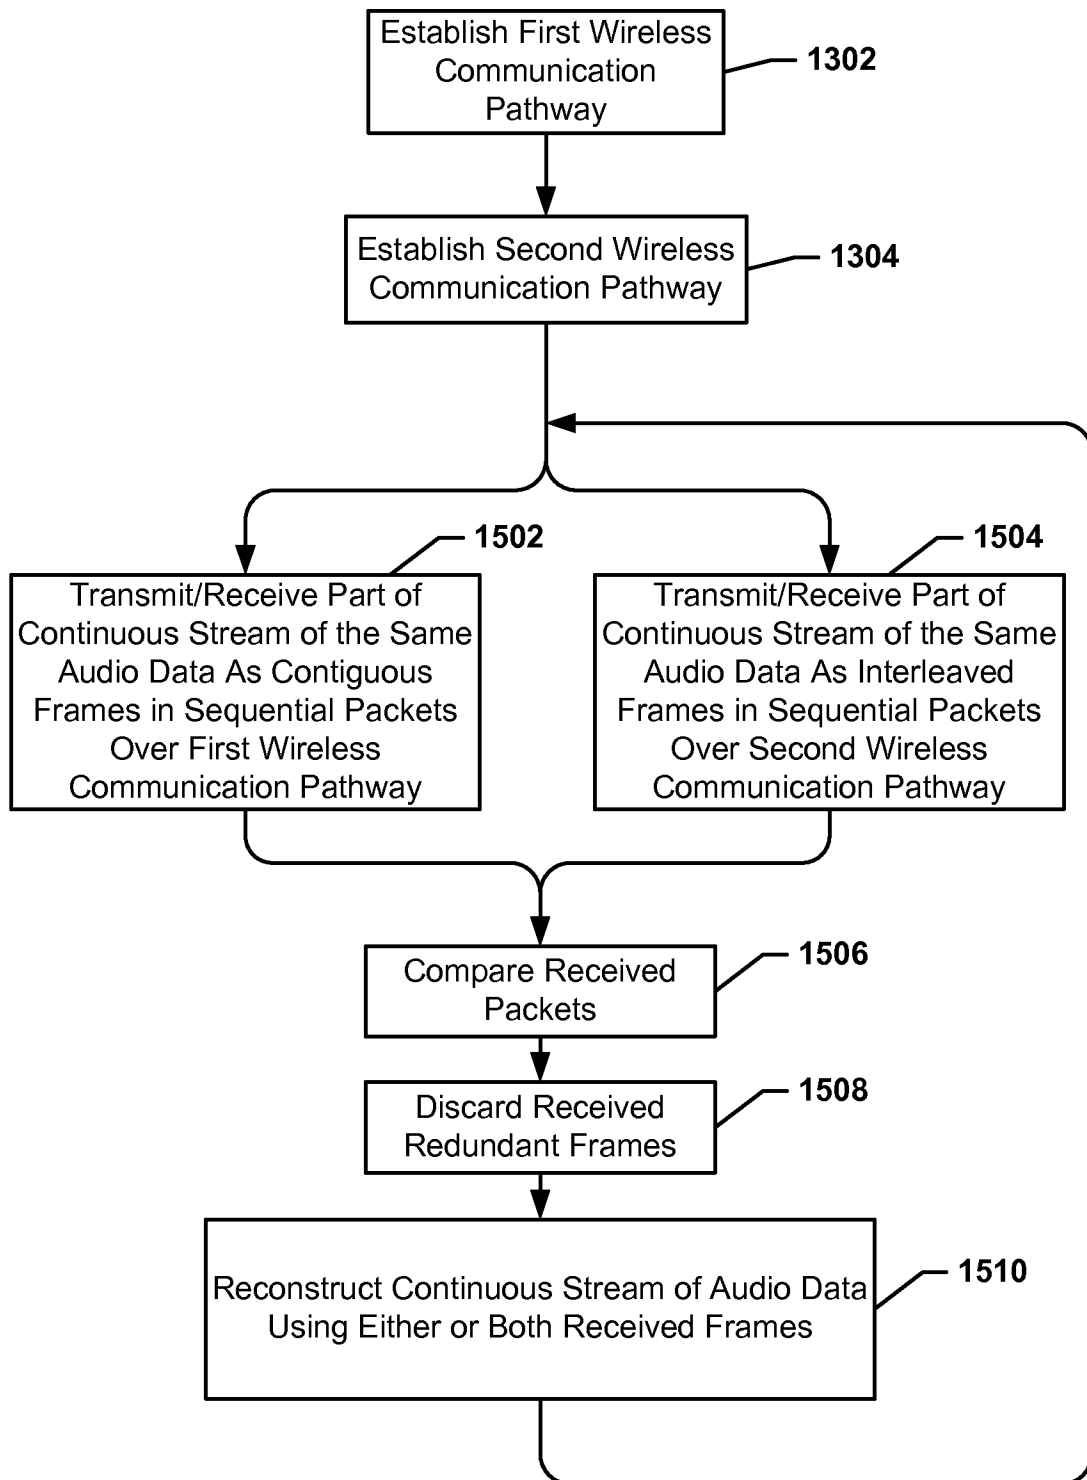 Establish First Wireless
Communication
Pathway
1302
Establish Second Wireless
Communication Pathway
1304
1502
Transmit/Receive Part of
Continuous Stream of the Same
Audio Data As Contiguous
Frames in Sequential Packets
Over First Wireless
Communication Pathway
1504
Transmit/Receive Part of
Continuous Stream of the Same
Audio Data As Interleaved
Frames in Sequential Packets
Over Second Wireless
Communication Pathway
Compare Received
Packets
1506
Discard Received
Redundant Frames
1508
Reconstruct Continuous Stream of Audio Data
Using Either or Both Received Frames
1510